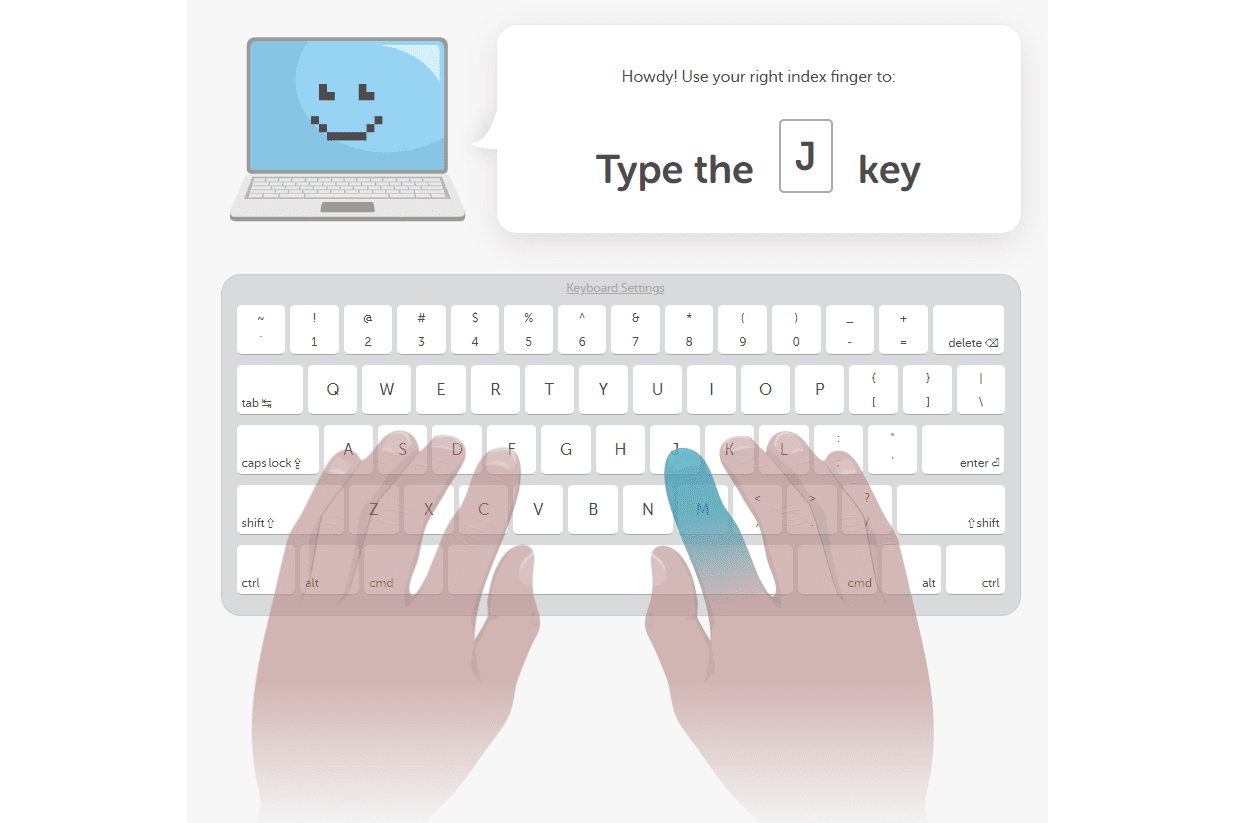 Howdy! Use your right index finger to:
Type the J key
Keyboard Settings
~ ! @ # $ % ^ & * ( ) _ +
` 1 2 3 4 5 6 7 8 9 0 - = delete ⌫
tab ↹ Q W E R T Y U I O P { [ } ] | \
caps lock ⇪ A S D F G H J K L : ; " ' enter ⏎
shift ⇧ Z X C V B N M < , > . ? / ⇧ shift
ctrl alt cmd cmd alt ctrl